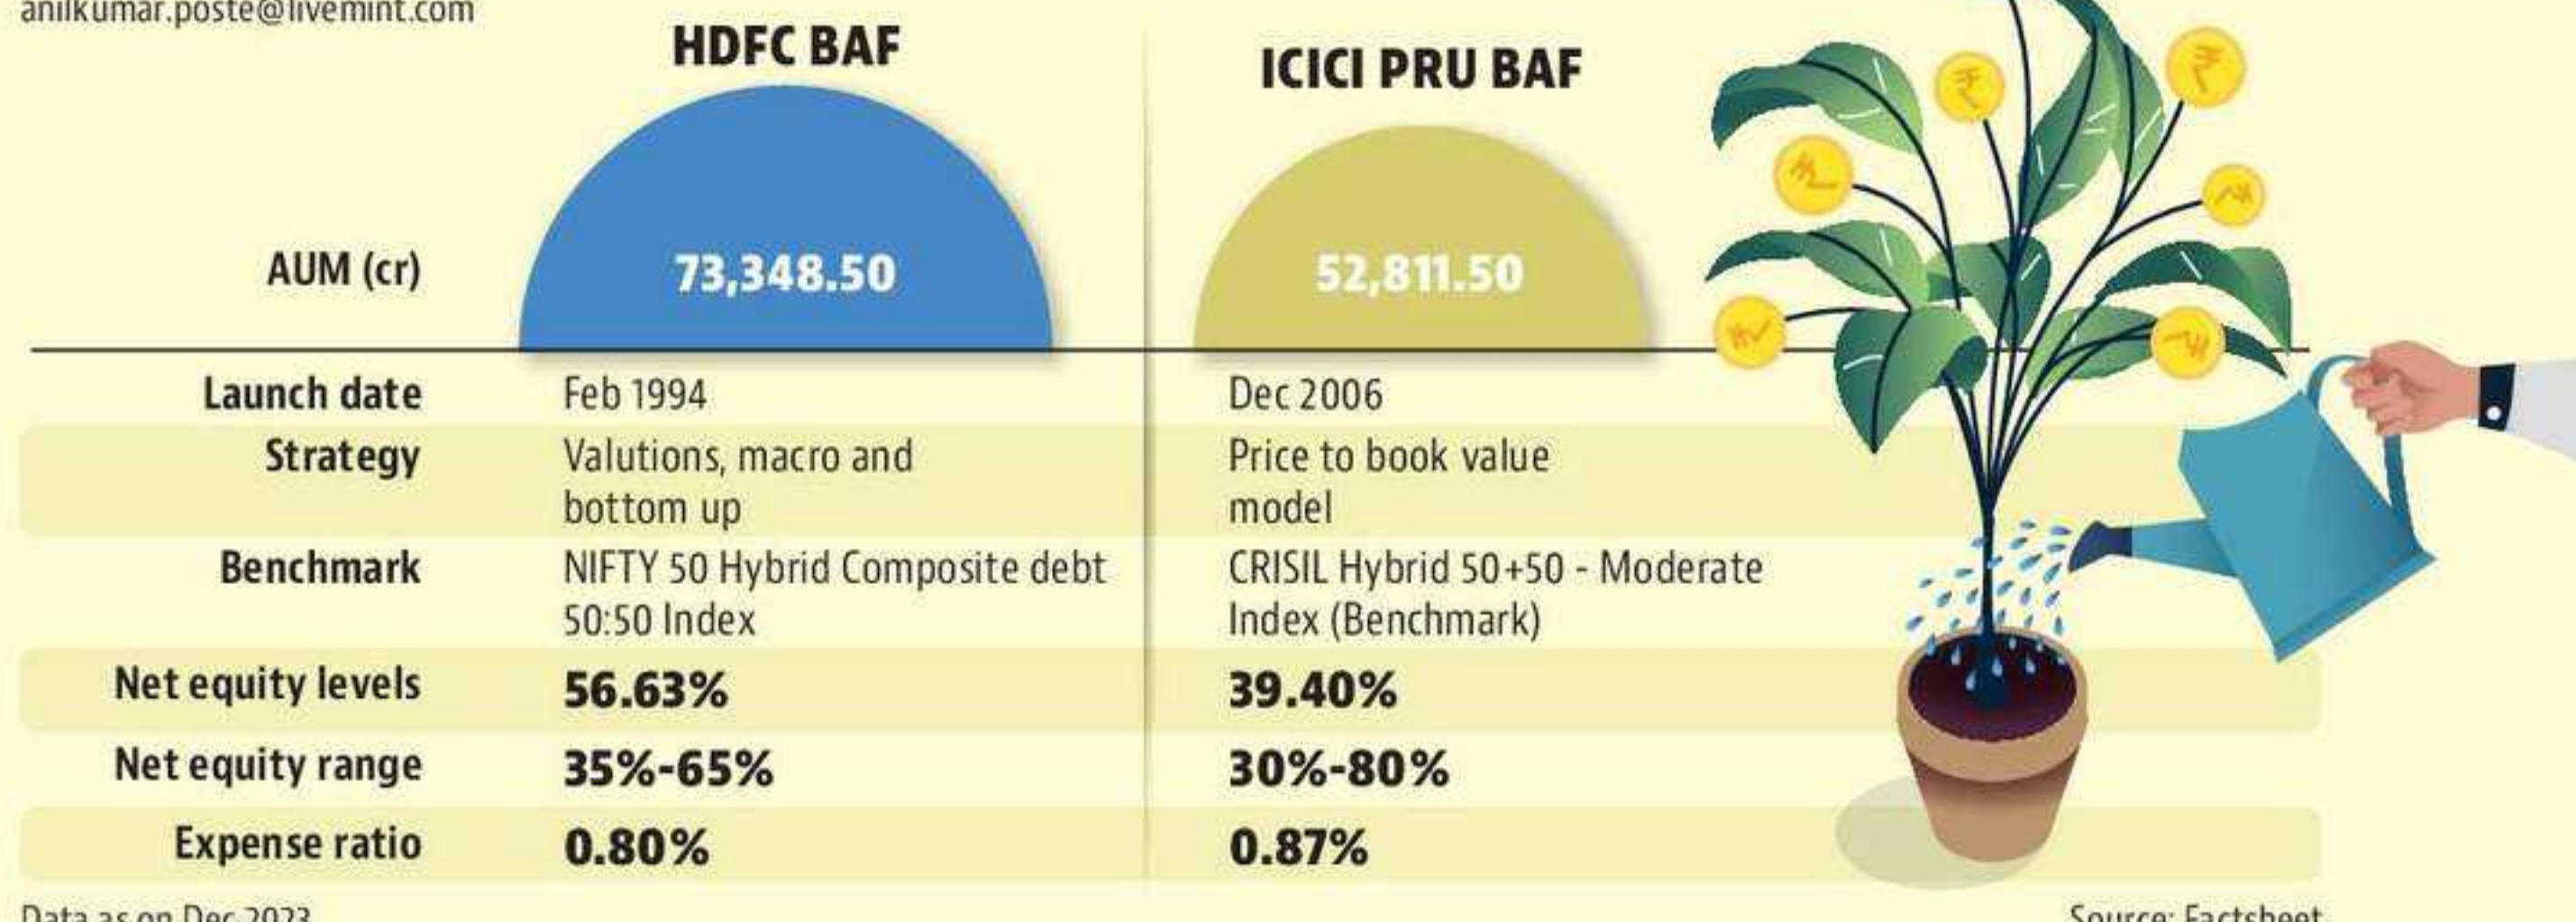 anilkumar.poste@livemint.com
HDFC BAF
ICICI PRU BAF
AUM (cr)
73,348.50
52,811.50
Launch date
Feb 1994
Dec 2006
Strategy
Valutions, macro and
bottom up
Price to book value
model
Benchmark
NIFTY 50 Hybrid Composite debt
50:50 Index
CRISIL Hybrid 50+50 - Moderate
Index (Benchmark)
Net equity levels
56.63%
39.40%
Net equity range
35%-65%
30%-80%
Expense ratio
0.80%
0.87%
Data as on Dec 2023
Source: Factsheet